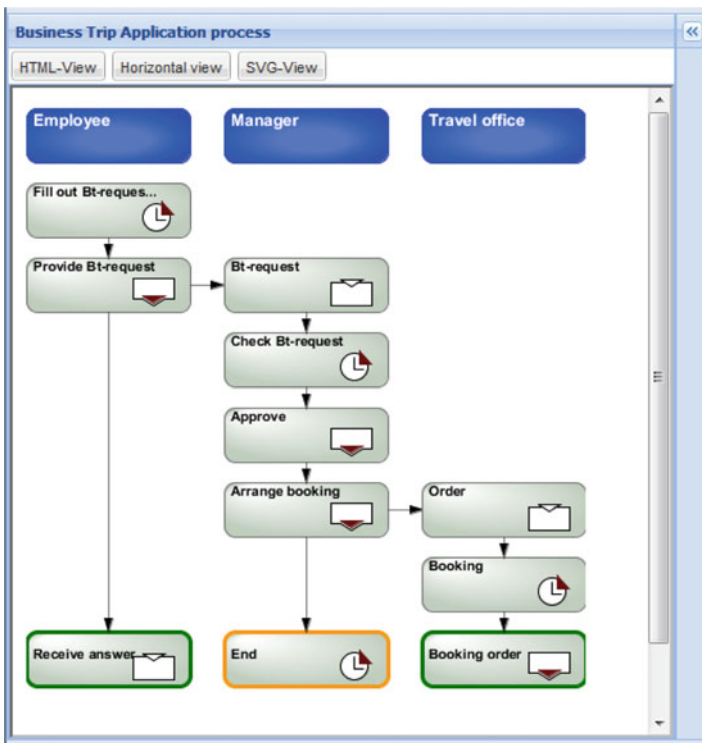 Business Trip Application process
HTML-View Horizontal view SVG-View
Employee Manager Travel office
Fill out Bt-reques...
Provide Bt-request Bt-request
Check Bt-request
Approve
Arrange booking Order
Booking
Receive answer End Booking order